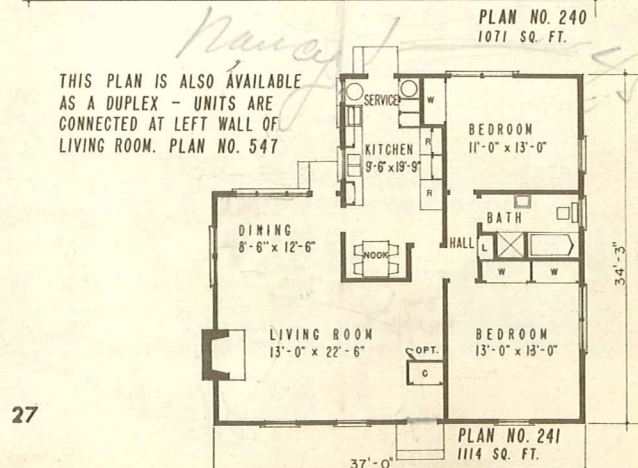 PLAN NO. 240
1071 SQ. FT.
Nancy
THIS PLAN IS ALSO AVAILABLE
AS A DUPLEX – UNITS ARE
CONNECTED AT LEFT WALL OF
LIVING ROOM. PLAN NO. 547
SERVICE
W
BEDROOM
11'-0" x 13'-0"
KITCHEN
9'-6" x 19'-9"
R
R
DINING
8'-6" x 12'-6"
BATH
HALL
L
NOOK
W
W
LIVING ROOM
13'-0" x 22'-6"
OPT.
C
BEDROOM
13'-0" x 13'-0"
34'-3"
27
37'-0"
PLAN NO. 241
1114 SQ. FT.